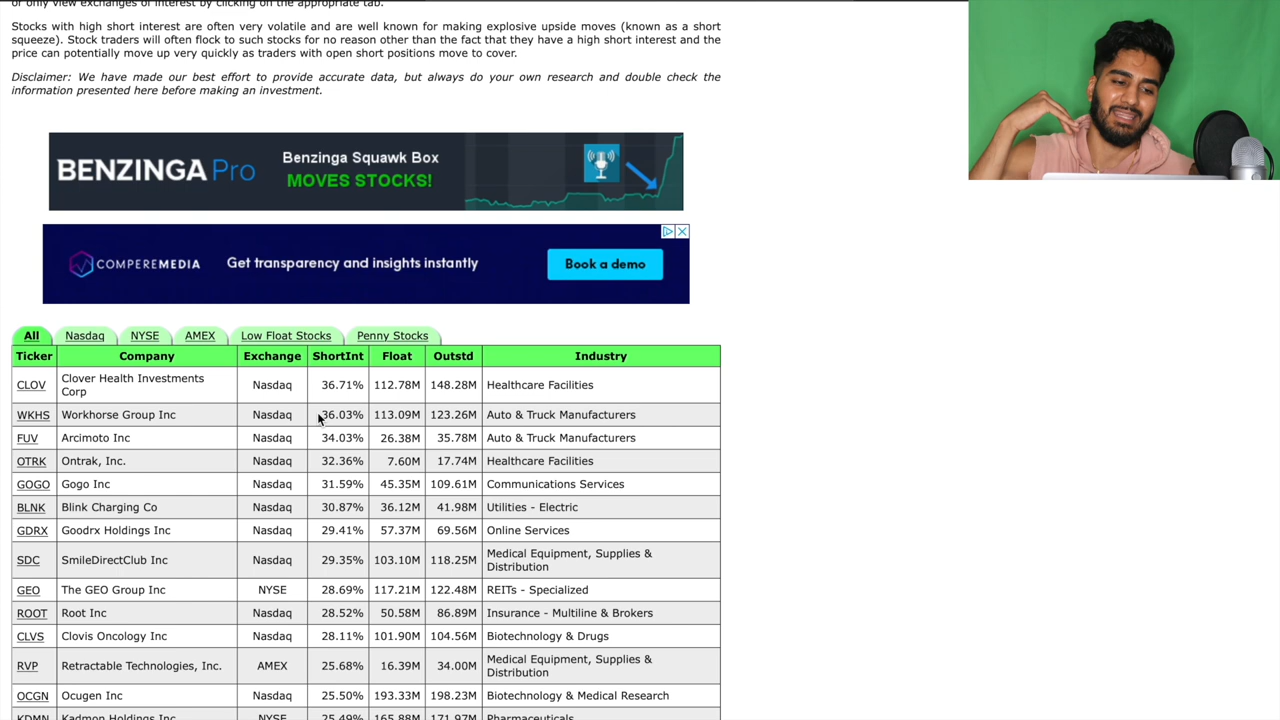 or only view exchanges of interest by clicking on the appropriate tab.
Stocks with high short interest are often very volatile and are well known for making explosive upside moves (known as a short
squeeze). Stock traders will often flock to such stocks for no reason other than the fact that they have a high short interest and the
price can potentially move up very quickly as traders with open short positions move to cover.
Disclaimer: We have made our best effort to provide accurate data, but always do your own research and double check the
information presented here before making an investment.
BENZINGA Pro
Benzinga Squawk Box
MOVES STOCKS!
COMPEREMEDIA
Get transparency and insights instantly
Book a demo
All Nasdaq NYSE AMEX Low Float Stocks Penny Stocks
Ticker Company Exchange ShortInt Float Outstd Industry
CLOV Clover Health Investments Corp Nasdaq 36.71% 112.78M 148.28M Healthcare Facilities
WKHS Workhorse Group Inc Nasdaq 36.03% 113.09M 123.26M Auto & Truck Manufacturers
FUV Arcimoto Inc Nasdaq 34.03% 26.38M 35.78M Auto & Truck Manufacturers
OTRK Ontrak, Inc. Nasdaq 32.36% 7.60M 17.74M Healthcare Facilities
GOGO Gogo Inc Nasdaq 31.59% 45.35M 109.61M Communications Services
BLNK Blink Charging Co Nasdaq 30.87% 36.12M 41.98M Utilities - Electric
GDRX Goodrx Holdings Inc Nasdaq 29.41% 57.37M 69.56M Online Services
SDC SmileDirectClub Inc Nasdaq 29.35% 103.10M 118.25M Medical Equipment, Supplies & Distribution
GEO The GEO Group Inc NYSE 28.69% 117.21M 122.48M REITs - Specialized
ROOT Root Inc Nasdaq 28.52% 50.58M 86.89M Insurance - Multiline & Brokers
CLVS Clovis Oncology Inc Nasdaq 28.11% 101.90M 104.56M Biotechnology & Drugs
RVP Retractable Technologies, Inc. AMEX 25.68% 16.39M 34.00M Medical Equipment, Supplies & Distribution
OCGN Ocugen Inc Nasdaq 25.50% 193.33M 198.23M Biotechnology & Medical Research
KDMN Kadmon Holdings Inc NYSE 25.49% 165.88M 171.97M Pharmaceuticals